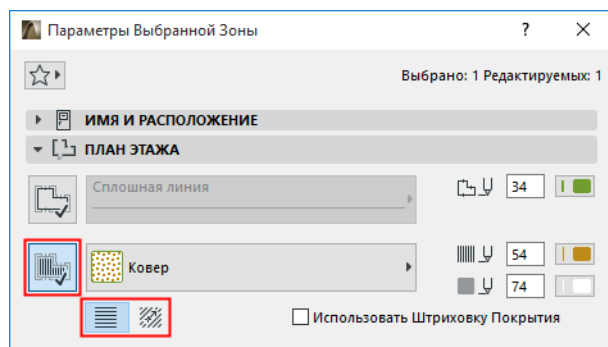 Параметры Выбранной Зоны ? ×
Выбрано: 1 Редактируемых: 1
ИМЯ И РАСПОЛОЖЕНИЕ
ПЛАН ЭТАЖА
Сплошная линия 34
Ковер 54
74
Использовать Штриховку Покрытия